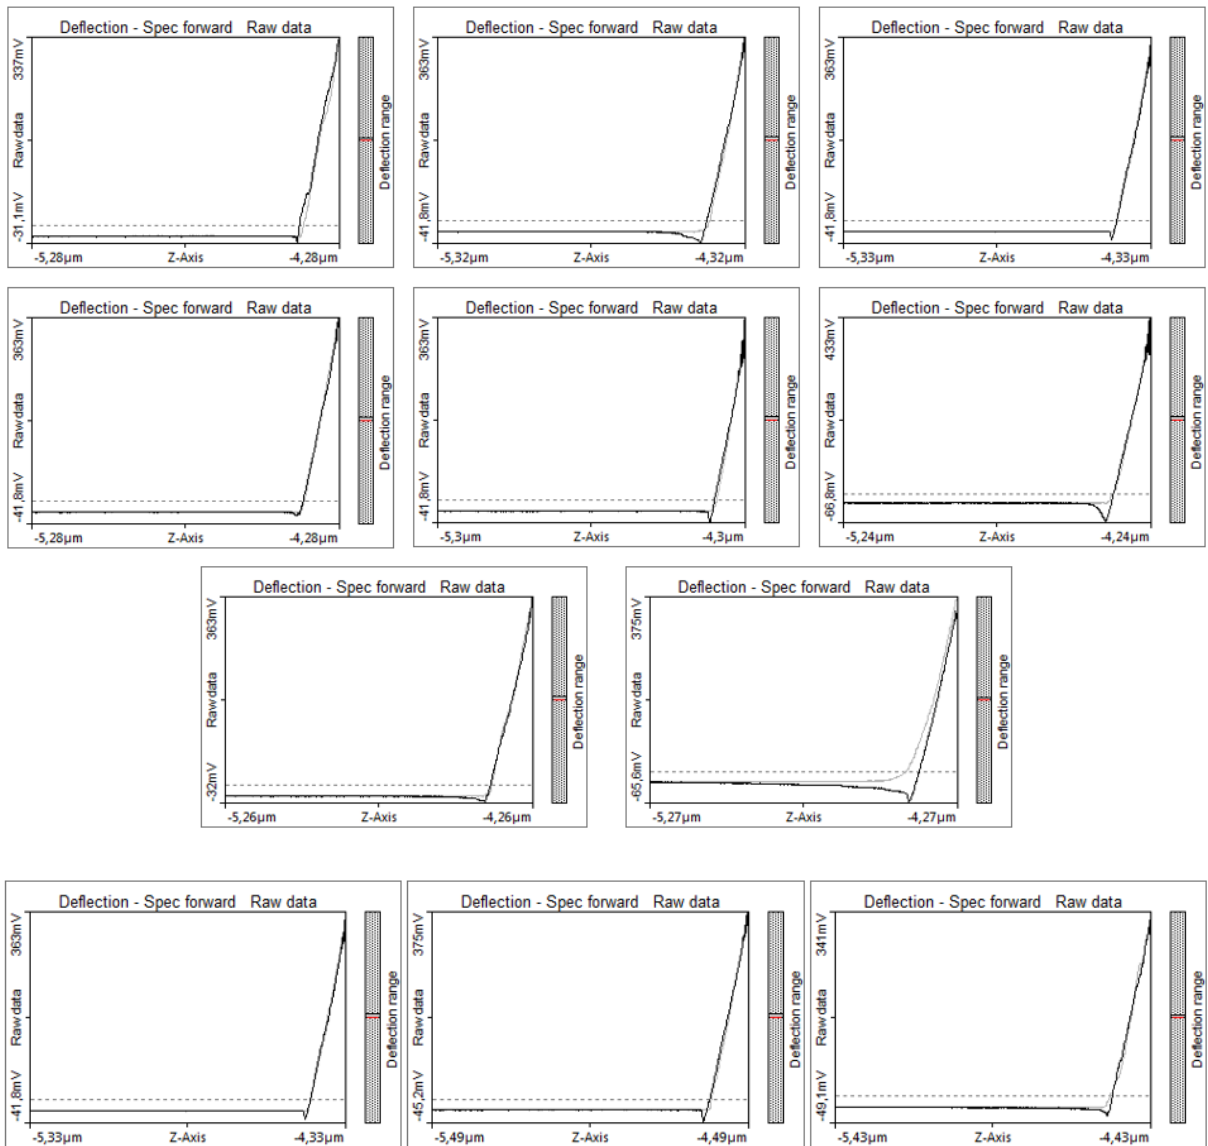 Deflection - Spec forward Raw data
337mV
Raw data
-31,1mV
-5,28µm Z-Axis -4,28µm
Deflection range
Deflection - Spec forward Raw data
363mV
Raw data
-41,8mV
-5,32µm Z-Axis -4,32µm
Deflection range
Deflection - Spec forward Raw data
363mV
Raw data
-41,8mV
-5,33µm Z-Axis -4,33µm
Deflection range
Deflection - Spec forward Raw data
363mV
Raw data
-41,8mV
-5,28µm Z-Axis -4,28µm
Deflection range
Deflection - Spec forward Raw data
363mV
Raw data
-41,8mV
-5,3µm Z-Axis -4,3µm
Deflection range
Deflection - Spec forward Raw data
433mV
Raw data
-66,8mV
-5,24µm Z-Axis -4,24µm
Deflection range
Deflection - Spec forward Raw data
363mV
Raw data
-32mV
-5,26µm Z-Axis -4,26µm
Deflection range
Deflection - Spec forward Raw data
375mV
Raw data
-65,6mV
-5,27µm Z-Axis -4,27µm
Deflection range
Deflection - Spec forward Raw data
363mV
Raw data
-41,8mV
-5,33µm Z-Axis -4,33µm
Deflection range
Deflection - Spec forward Raw data
375mV
Raw data
-45,2mV
-5,49µm Z-Axis -4,49µm
Deflection range
Deflection - Spec forward Raw data
341mV
Raw data
-49,1mV
-5,43µm Z-Axis -4,43µm
Deflection range